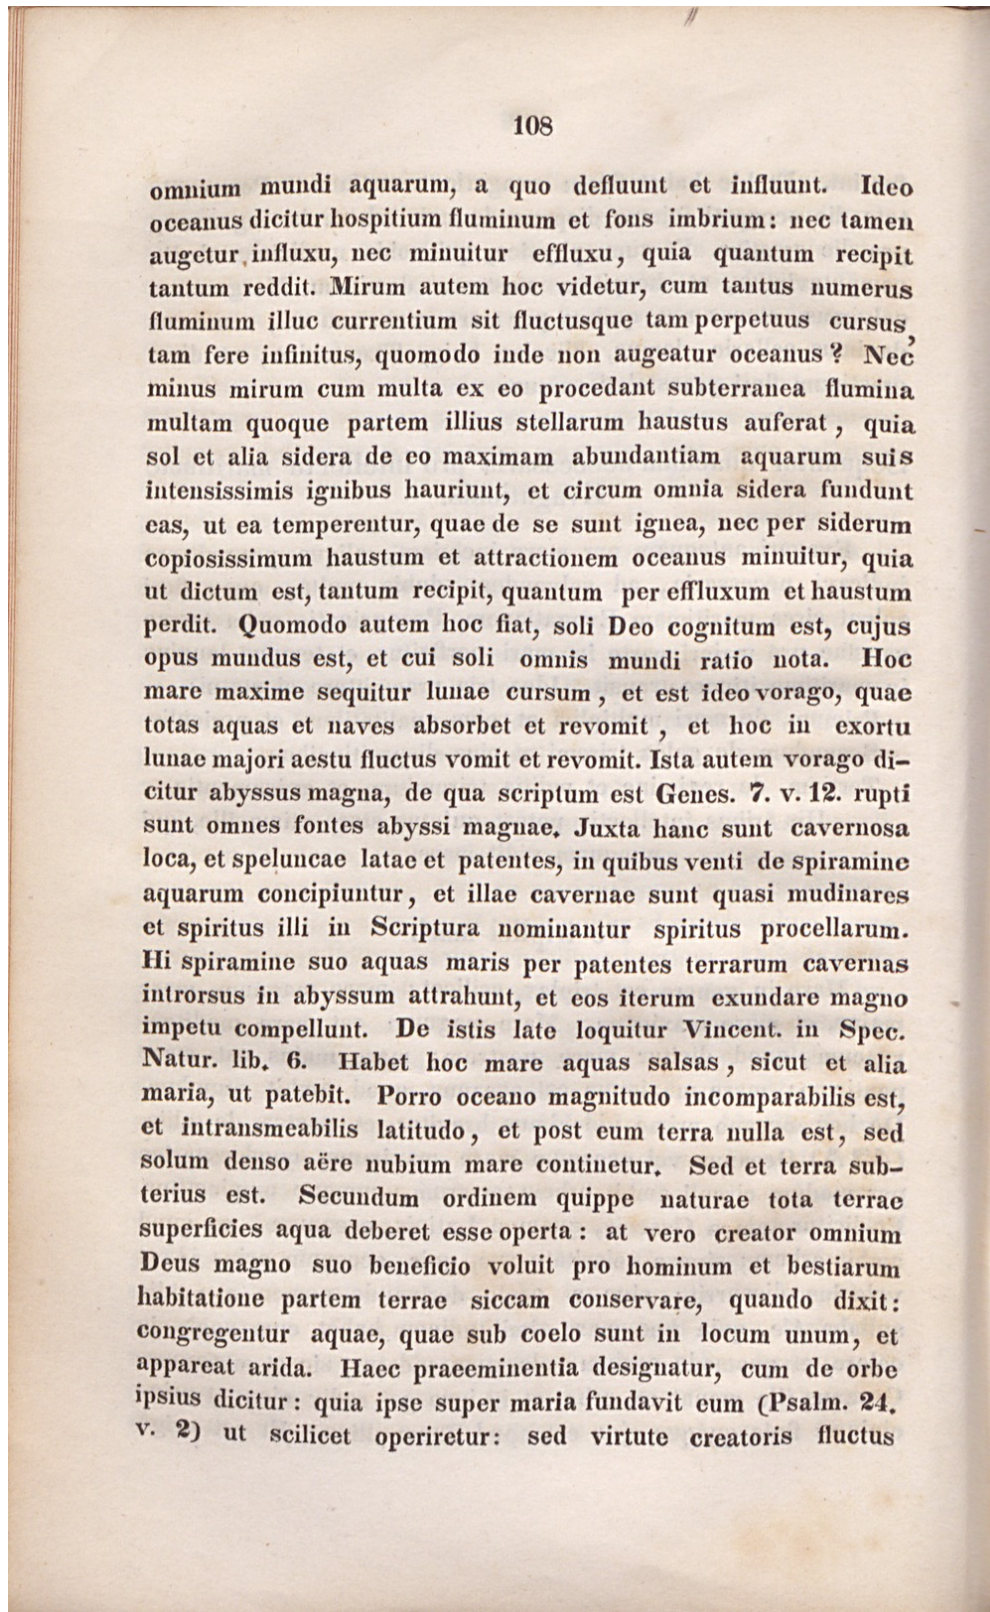 108
omnium mundi aquarum, a quo defluunt et influunt. Ideo
oceanus dicitur hospitium fluminum et fons imbrium: nec tamen
augetur influxu, nec minuitur effluxu, quia quantum recipit
tantum reddit. Mirum autem hoc videtur, cum tantus numerus
fluminum illuc currentium sit fluctusque tam perpetuus cursus,
tam fere infinitus, quomodo inde non augeatur oceanus? Nec
minus mirum cum multa ex eo procedant subterranea flumina
multam quoque partem illius stellarum haustus auferat, quia
sol et alia sidera de eo maximam abundantiam aquarum suis
intensissimis ignibus hauriunt, et circum omnia sidera fundunt
eas, ut ea temperentur, quae de se sunt ignea, nec per siderum
copiosissimum haustum et attractionem oceanus minuitur, quia
ut dictum est, tantum recipit, quantum per effluxum et haustum
perdit. Quomodo autem hoc fiat, soli Deo cognitum est, cujus
opus mundus est, et cui soli omnis mundi ratio nota. Hoc
mare maxime sequitur lunae cursum, et est ideo vorago, quae
totas aquas et naves absorbet et revomit, et hoc in exortu
lunae majori aestu fluctus vomit et revomit. Ista autem vorago di-
citur abyssus magna, de qua scriptum est Genes. 7. v. 12. rupti
sunt omnes fontes abyssi magnae. Juxta hanc sunt cavernosa
loca, et speluncae latae et patentes, in quibus venti de spiramine
aquarum concipiuntur, et illae cavernae sunt quasi mudinares
et spiritus illi in Scriptura nominantur spiritus procellarum.
Hi spiramine suo aquas maris per patentes terrarum cavernas
introrsus in abyssum attrahunt, et eos iterum exundare magno
impetu compellunt. De istis late loquitur Vincent. in Spec.
Natur. lib. 6. Habet hoc mare aquas salsas, sicut et alia
maria, ut patebit. Porro oceano magnitudo incomparabilis est,
et intransmeabilis latitudo, et post eum terra nulla est, sed
solum denso aëre nubium mare continetur. Sed et terra sub-
terius est. Secundum ordinem quippe naturae tota terrae
superficies aqua deberet esse operta: at vero creator omnium
Deus magno suo beneficio voluit pro hominum et bestiarum
habitatione partem terrae siccam conservare, quando dixit:
congregentur aquae, quae sub coelo sunt in locum unum, et
appareat arida. Haec praeeminentia designatur, cum de orbe
ipsius dicitur: quia ipse super maria fundavit eum (Psalm. 24.
v. 2) ut scilicet operiretur: sed virtute creatoris fluctus